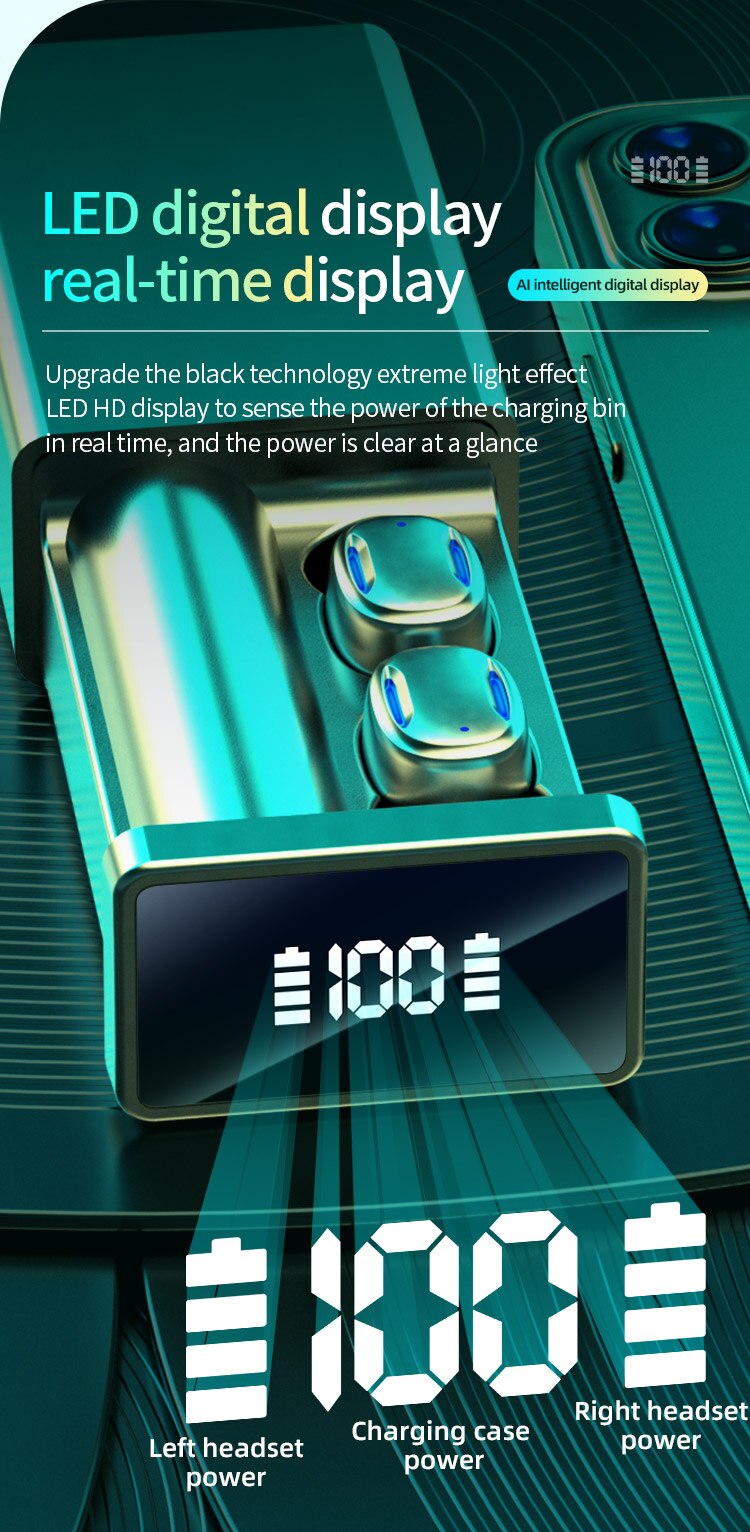 100
LED digital display
real-time display
AI intelligent digital display
Upgrade the black technology extreme light effect
LED HD display to sense the power of the charging bin
in real time, and the power is clear at a glance
100
100
Left headset
power
Charging case
power
Right headset
power